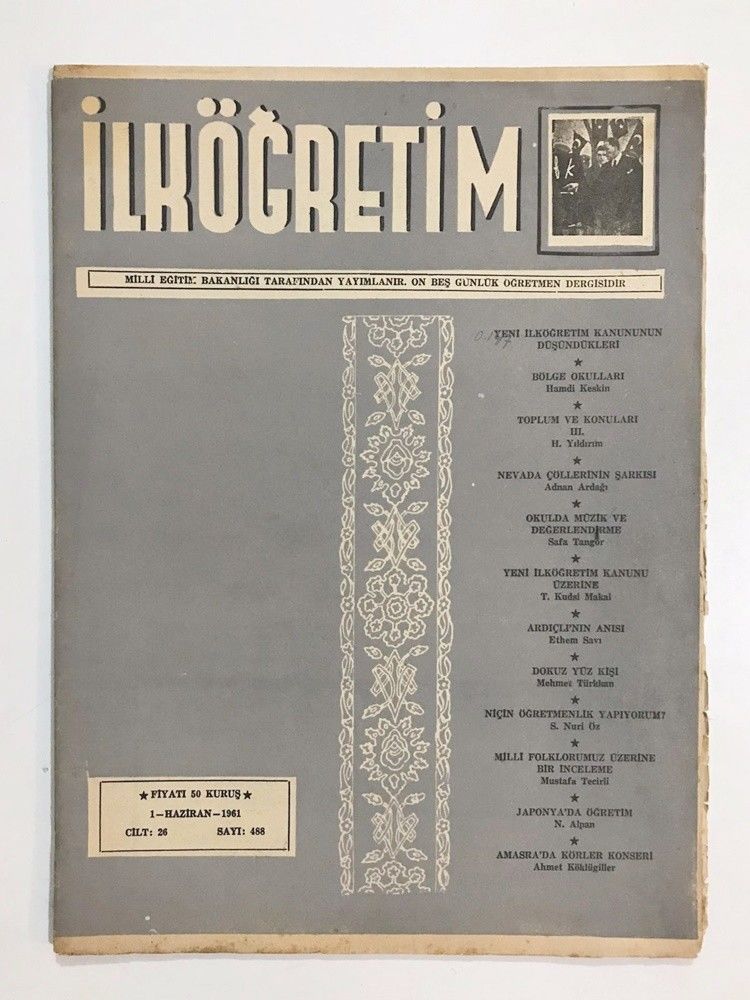 İLKÖĞRETİM
MİLLİ EĞİTİM BAKANLIĞI TARAFINDAN YAYIMLANIR. ON BEŞ GÜNLÜK ÖĞRETMEN DERGİSİDİR
YENİ İLKÖĞRETİM KANUNUNUN
DÜŞÜNDÜKLERİ
★
BÖLGE OKULLARI
Hamdi Keskin
★
TOPLUM VE KONULARI
III.
H. Yıldırım
★
NEVADA ÇÖLLERİNİN ŞARKISI
Adnan Ardağı
★
OKULDA MÜZİK VE
DEĞERLENDİRME
Safa Tangör
★
YENİ İLKÖĞRETİM KANUNU
ÜZERİNE
T. Kudsi Makal
★
ARDIÇLI'NIN ANISI
Ethem Savı
★
DOKUZ YÜZ KİŞİ
Mehmet Türkkan
★
NİÇİN ÖĞRETMENLİK YAPIYORUM?
S. Nuri Öz
★
MİLLİ FOLKLORUMUZ ÜZERİNE
BİR İNCELEME
Mustafa Tecirli
★
JAPONYA'DA ÖĞRETİM
N. Alpan
★
AMASRA'DA KÖRLER KONSERİ
Ahmet Köklügiller
★ FİYATI 50 KURUŞ ★
1—HAZİRAN—1961
CİLT: 26 SAYI: 488